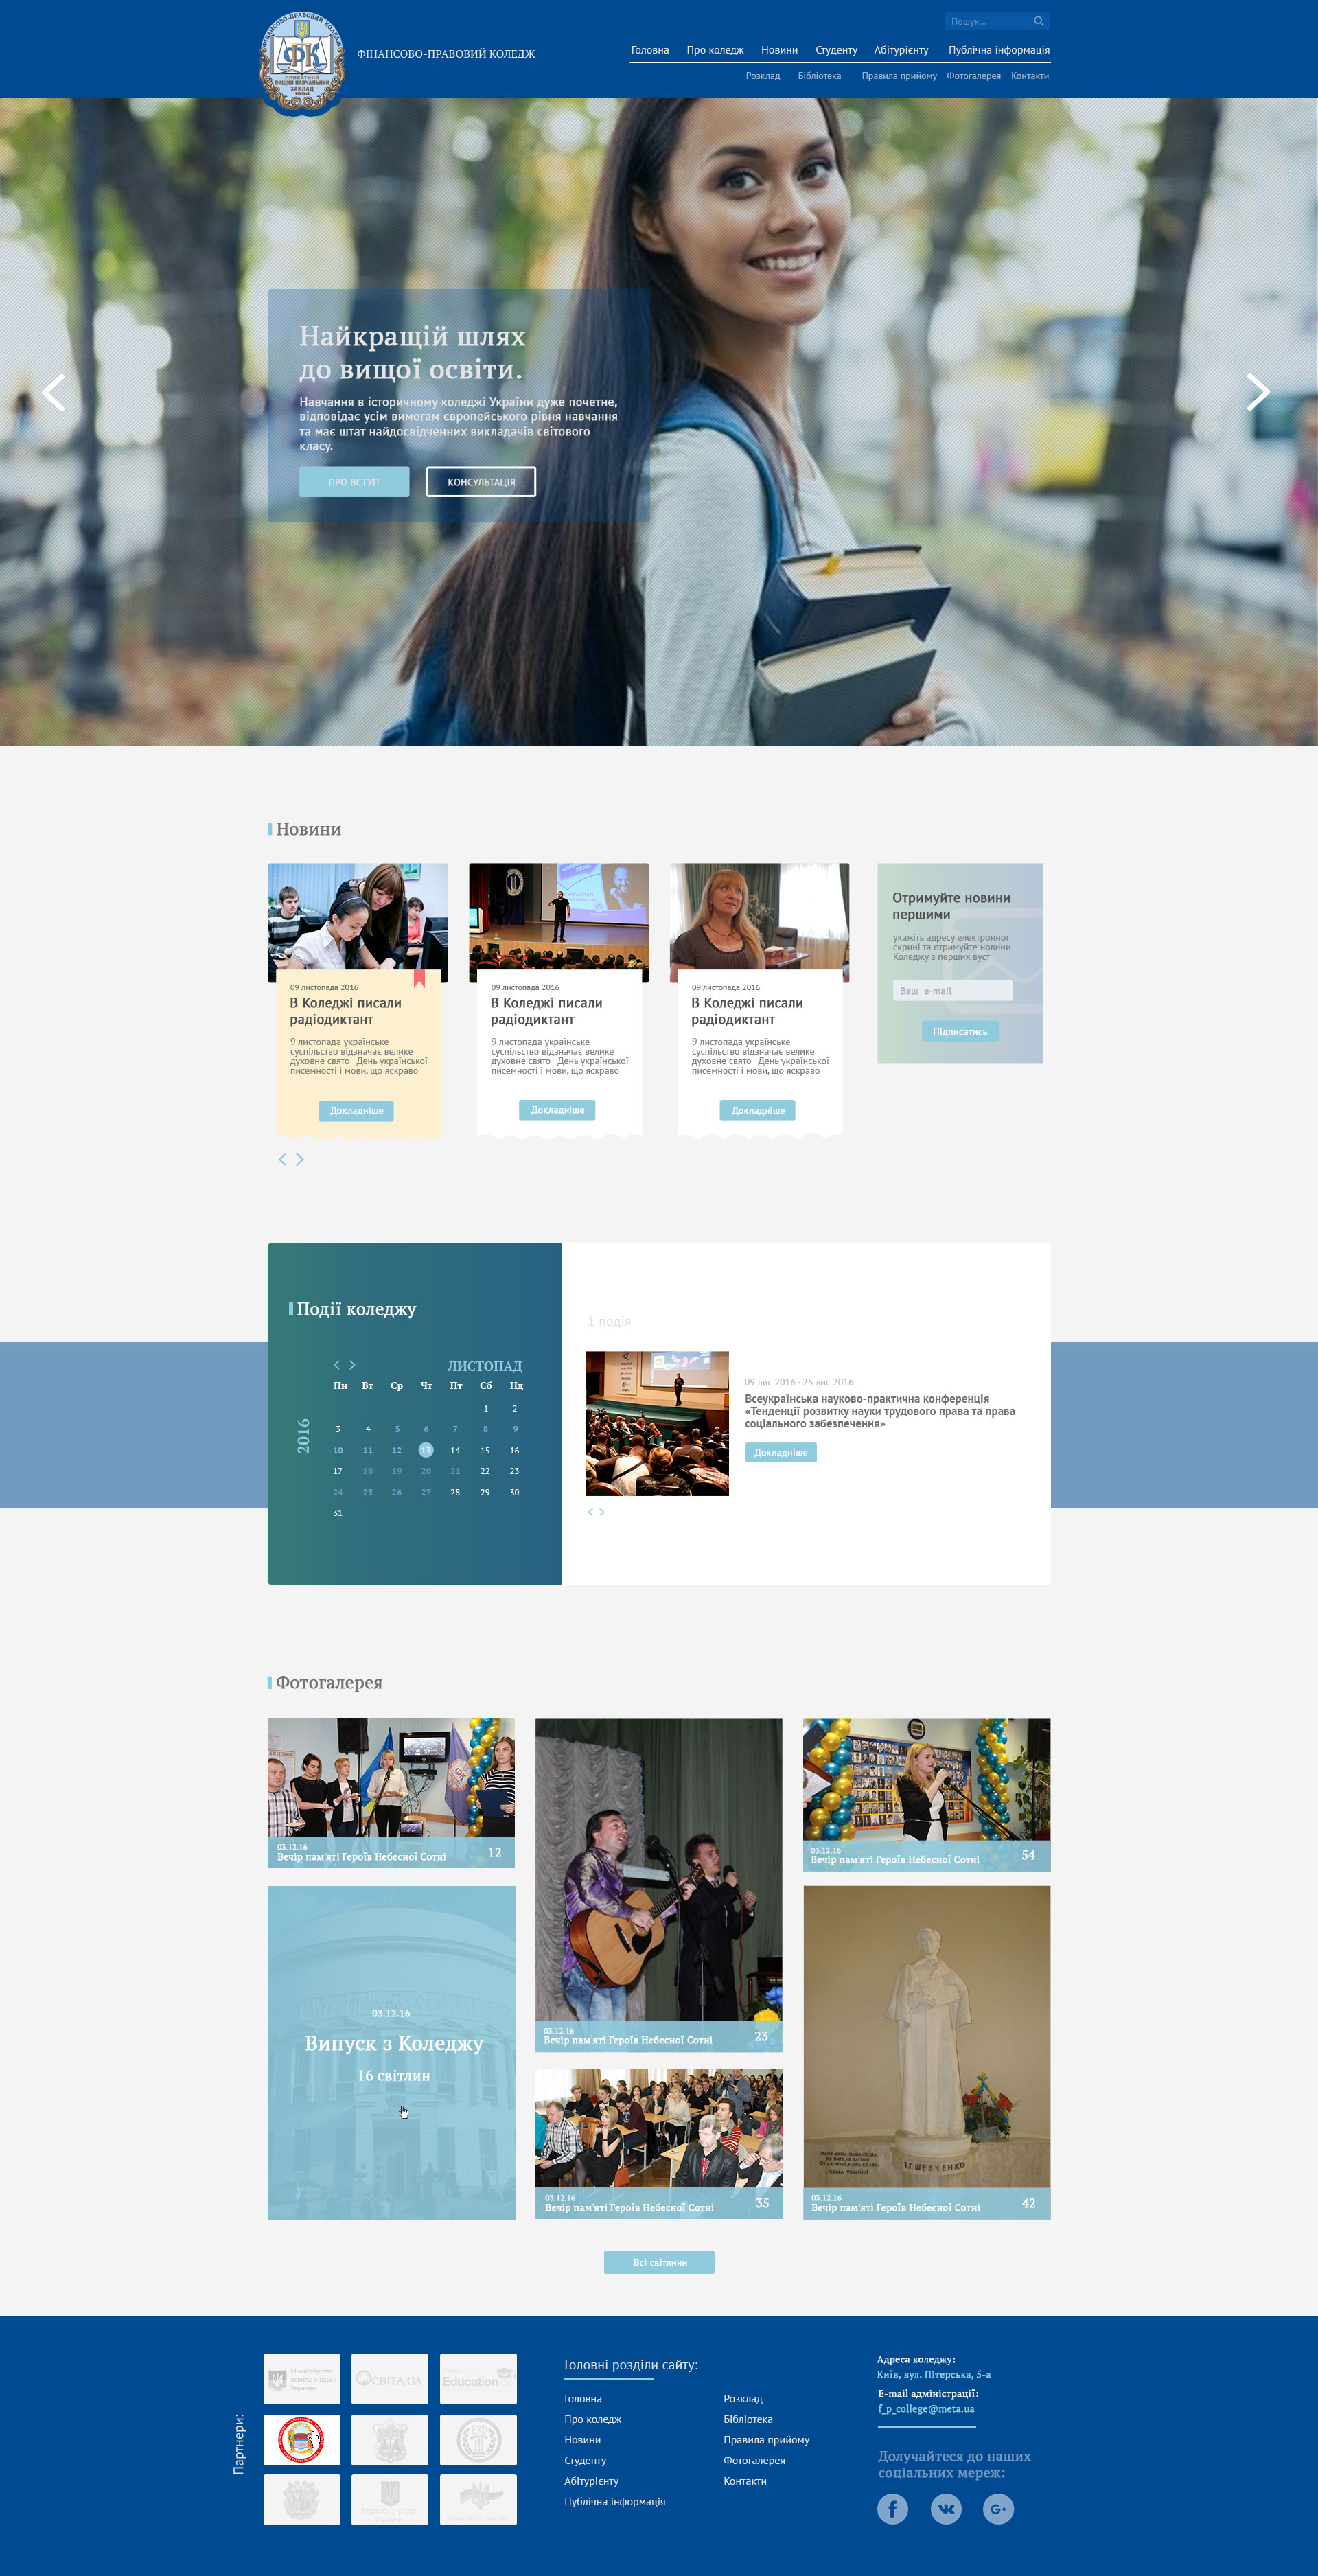 Пошук...
ФІНАНСОВО-ПРАВОВИЙ КОЛЕДЖ
ФК
ПРИВАТНИЙ
ВИЩИЙ НАВЧАЛЬНИЙ
ЗАКЛАД
1994
ФІНАНСОВО-ПРАВОВИЙ КОЛЕДЖ
Головна Про коледж Новини Студенту Абітурієнту Публічна інформація
Розклад Бібліотека Правила прийому Фотогалерея Контакти
Найкращій шлях
до вищої освіти.
Навчання в історичному коледжі України дуже почетне,
відповідає усім вимогам європейського рівня навчання
та має штат найдосвідченних викладачів світового
класу.
ПРО ВСТУП КОНСУЛЬТАЦІЯ
Новини
09 листопада 2016
В Коледжі писали
радіодиктант
9 листопада українське
суспільство відзначає велике
духовне свято - День української
писемності і мови, що яскраво
Докладніше
09 листопада 2016
В Коледжі писали
радіодиктант
9 листопада українське
суспільство відзначає велике
духовне свято - День української
писемності і мови, що яскраво
Докладніше
09 листопада 2016
В Коледжі писали
радіодиктант
9 листопада українське
суспільство відзначає велике
духовне свято - День української
писемності і мови, що яскраво
Докладніше
Отримуйте новини
першими
укажіть адресу електронної
скрині та отримуйте новини
Коледжу з перших вуст
Ваш e-mail
Підписатись
Події коледжу
ЛИСТОПАД
2016
Пн Вт Ср Чт Пт Сб Нд
1 2
3 4 5 6 7 8 9
10 11 12 13 14 15 16
17 18 19 20 21 22 23
24 25 26 27 28 29 30
31
1 подія
09 лис 2016 - 25 лис 2016
Всеукраїнська науково-практична конференція
«Тенденції розвитку науки трудового права та права
соціального забезпечення»
Докладніше
Фотогалерея
03.12.16
Вечір пам'яті Героїв Небесної Сотні 12
03.12.16
Вечір пам'яті Героїв Небесної Сотні 23
03.12.16
Вечір пам'яті Героїв Небесної Сотні 54
03.12.16
Випуск з Коледжу
16 світлин
03.12.16
Вечір пам'яті Героїв Небесної Сотні 35
Т.Г. ШЕВЧЕНКО
03.12.16
Вечір пам'яті Героїв Небесної Сотні 42
Всі світлини
Партнери:
Міністерство
освіти и науки
України
ОСВІТА.UA
Education
Головні розділи сайту:
Головна
Про коледж
Новини
Студенту
Абітурієнту
Публічна інформація
Розклад
Бібліотека
Правила прийому
Фотогалерея
Контакти
Адреса коледжу:
Київ, вул. Пітерська, 5-а
E-mail адміністрації:
f_p_college@meta.ua
Долучайтеся до наших
соціальних мереж: